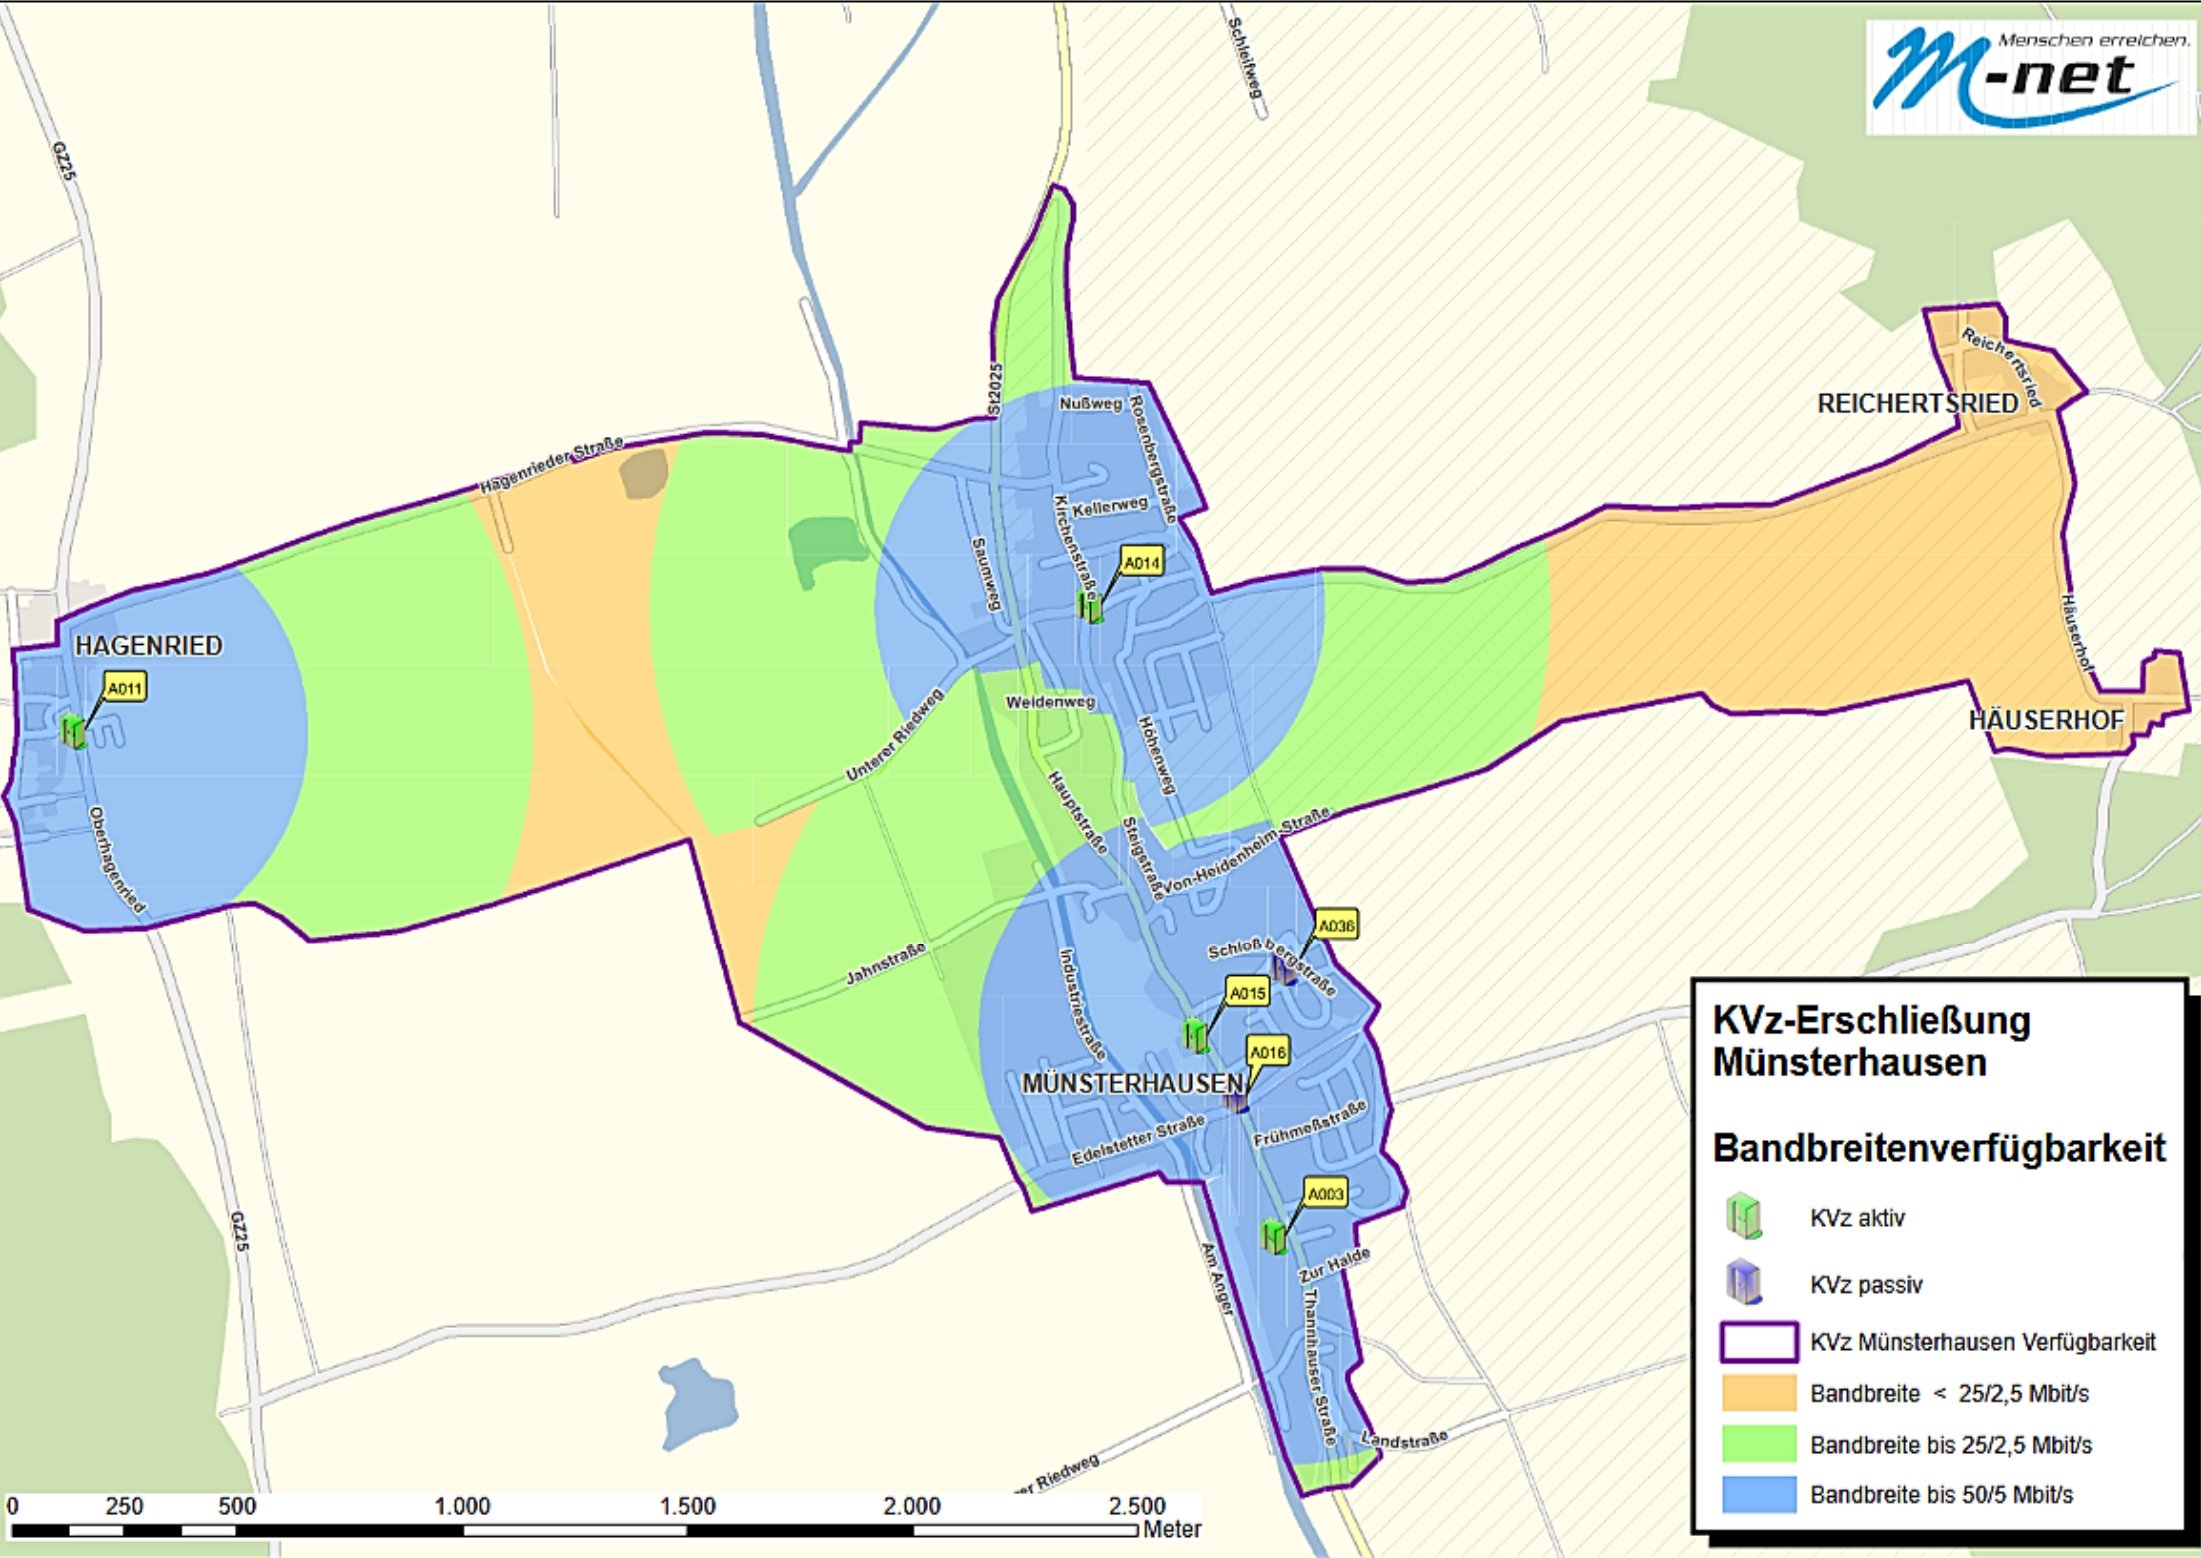 Menschen erreichen.
M-net
Schleifweg
GZ25
St2025
Nußweg
Rosenbergstraße
Reichertsried
REICHERTSRIED
Hagenrieder Straße
Kellerweg
Kirchenstraße
Saumweg
A014
Häuserhof
HAGENRIED
A011
Weidenweg
Unterer Riedweg
Höhenweg
HÄUSERHOF
Hauptstraße
Steigstraße
Von-Heidenheim-Straße
Oberhagenried
A036
Schloßbergstraße
Jahnstraße
Industriestraße
A015
A016
MÜNSTERHAUSEN
Frühmeßstraße
Edelstetter Straße
A003
GZ25
Am Anger
Zur Halde
Thannhauser Straße
Landstraße
er Riedweg
KVz-Erschließung
Münsterhausen
Bandbreitenverfügbarkeit
KVz aktiv
KVz passiv
KVz Münsterhausen Verfügbarkeit
Bandbreite < 25/2,5 Mbit/s
Bandbreite bis 25/2,5 Mbit/s
Bandbreite bis 50/5 Mbit/s
0 250 500 1.000 1.500 2.000 2.500
Meter